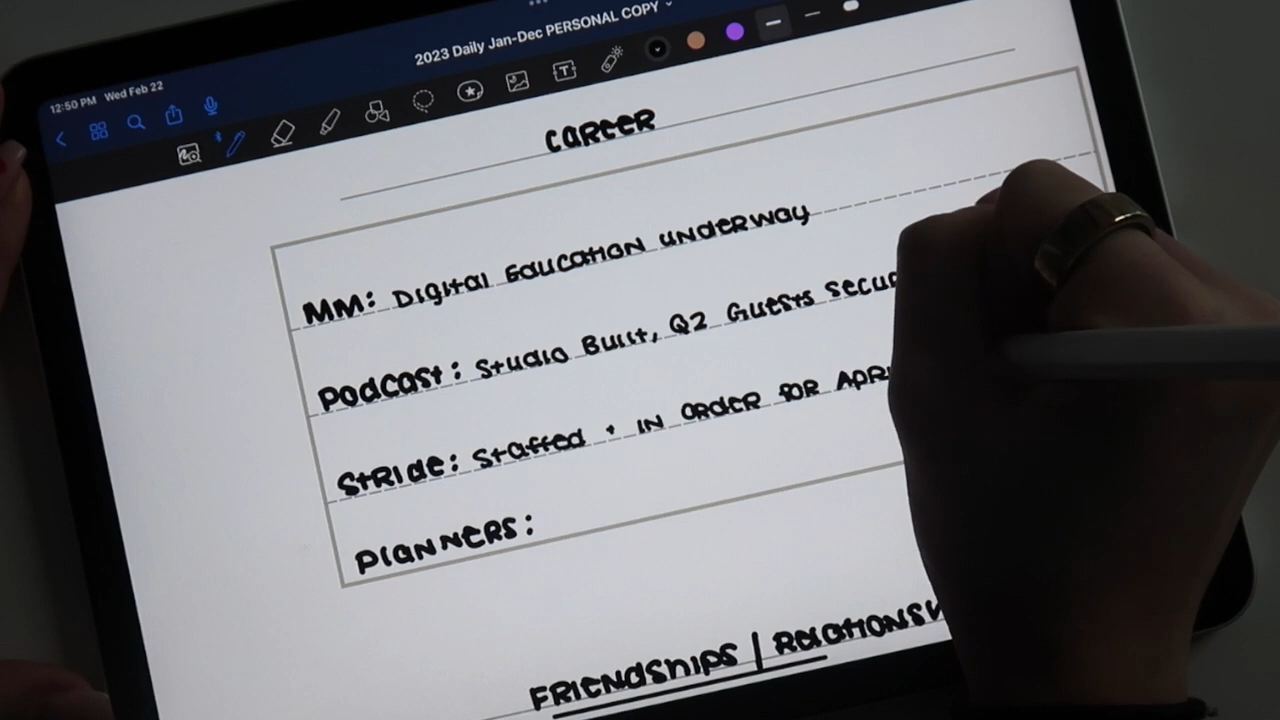 2023 Daily Jan-Dec PERSONAL COPY
12:50 PM Wed Feb 22
CAREER
MM: Digital Education underway
Podcast: Studio Built, Q2 Guests
Stride: Staffed + in order for
Planners:
Friendships /